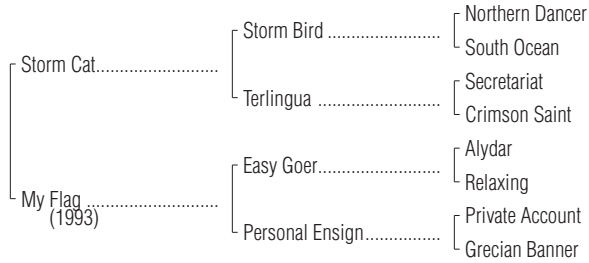 Northern Dancer
Storm Bird ........................
South Ocean
Storm Cat..........................
Secretariat
Terlingua ..........................
Crimson Saint
Alydar
Easy Goer..........................
Relaxing
My Flag ............................
(1993)
Private Account
Personal Ensign................
Grecian Banner